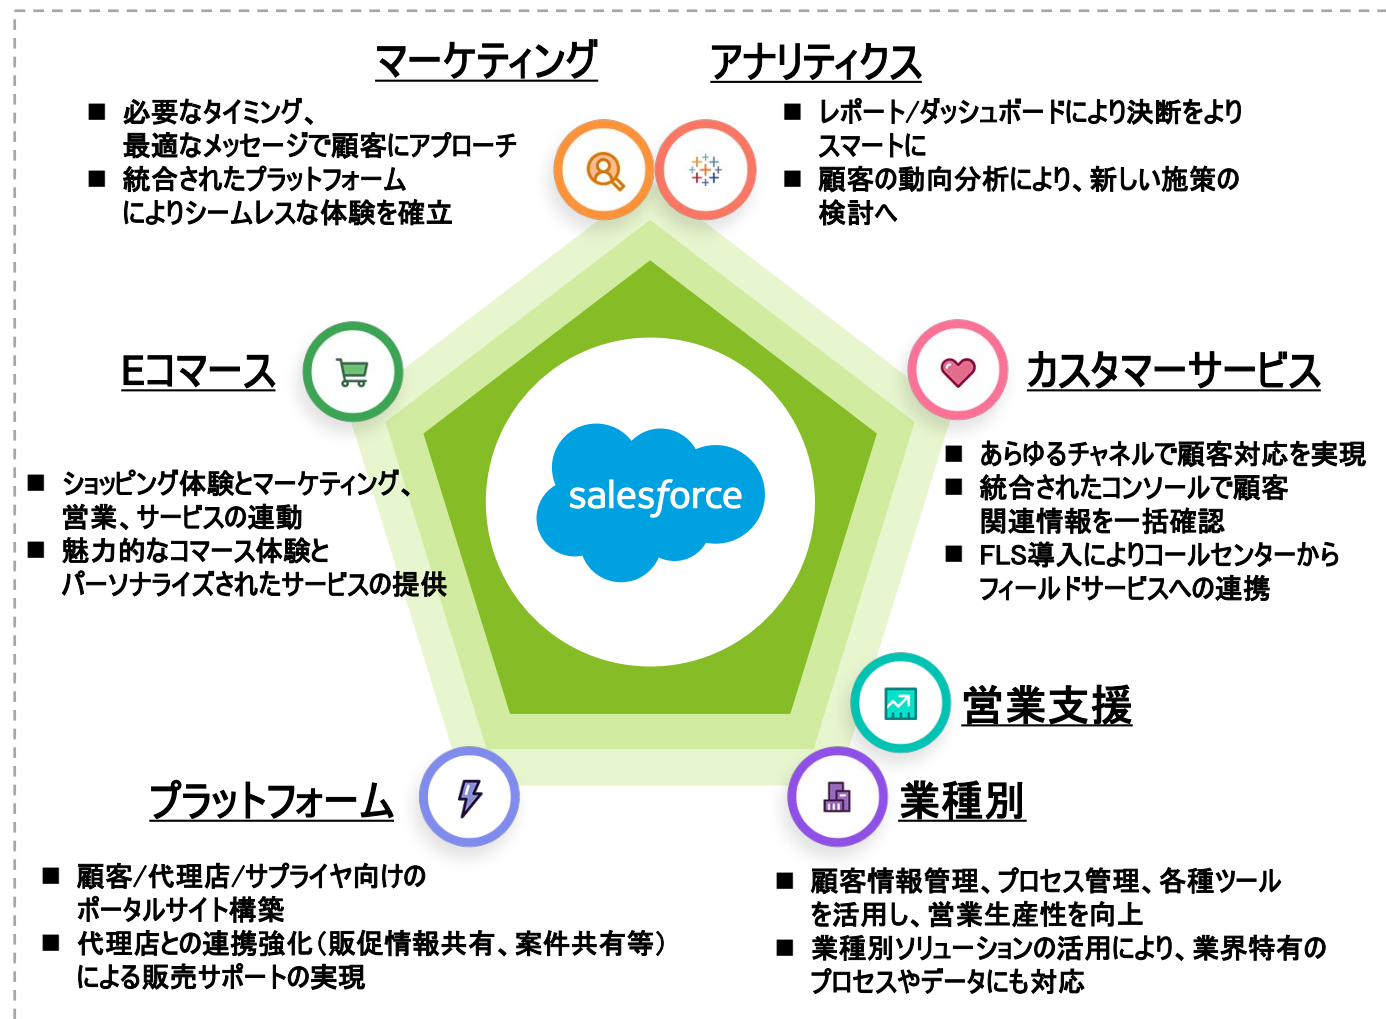 マーケティング
■ 必要なタイミング、
最適なメッセージで顧客にアプローチ
■ 統合されたプラットフォーム
によりシームレスな体験を確立
アナリティクス
■ レポート/ダッシュボードにより決断をより
スマートに
■ 顧客の動向分析により、新しい施策の
検討へ
Eコマース
■ ショッピング体験とマーケティング、
営業、サービスの連動
■ 魅力的なコマース体験と
パーソナライズされたサービスの提供
salesforce
カスタマーサービス
■ あらゆるチャネルで顧客対応を実現
■ 統合されたコンソールで顧客
関連情報を一括確認
■ FLS導入によりコールセンターから
フィールドサービスへの連携
営業支援
業種別
■ 顧客情報管理、プロセス管理、各種ツール
を活用し、営業生産性を向上
■ 業種別ソリューションの活用により、業界特有の
プロセスやデータにも対応
プラットフォーム
■ 顧客/代理店/サプライヤ向けの
ポータルサイト構築
■ 代理店との連携強化（販促情報共有、案件共有等）
による販売サポートの実現